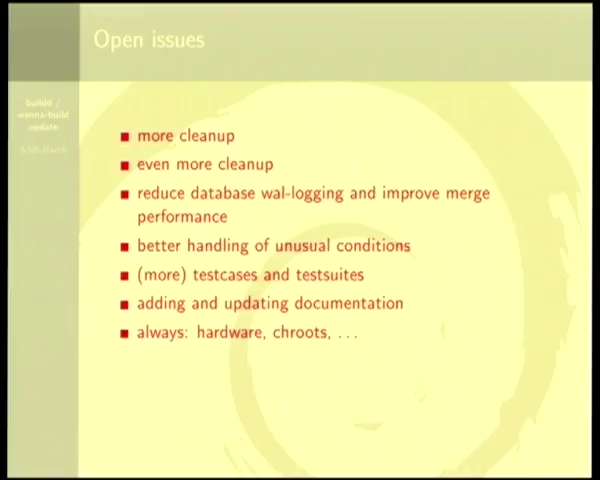 Open issues
buildd /
wanna-build
update
■ more cleanup
■ even more cleanup
■ reduce database wal-logging and improve merge
performance
■ better handling of unusual conditions
■ (more) testcases and testsuites
■ adding and updating documentation
■ always: hardware, chroots, ...